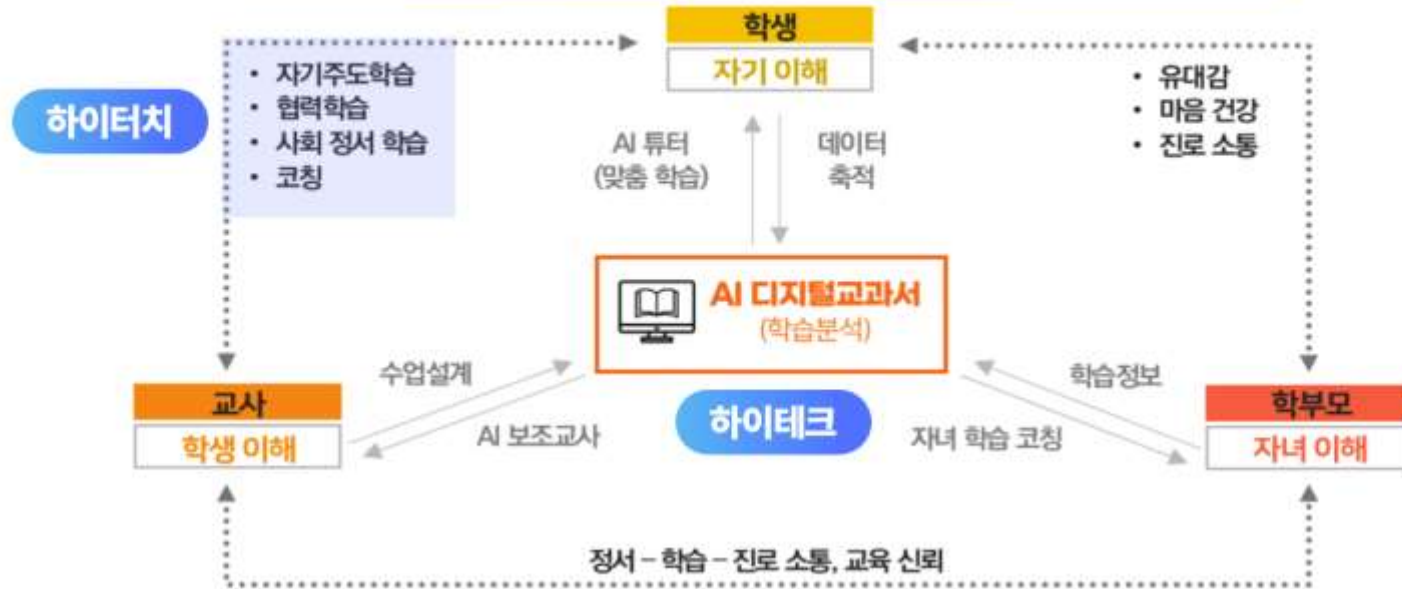 학생
자기 이해
하이터치
• 자기주도학습
• 협력학습
• 사회 정서 학습
• 코칭
• 유대감
• 마음 건강
• 진로 소통
AI 튜터
(맞춤 학습)
데이터
축적
AI 디지털교과서
(학습분석)
하이테크
수업설계
AI 보조교사
학습정보
자녀 학습 코칭
교사
학생 이해
학부모
자녀 이해
정서 – 학습 – 진로 소통, 교육 신뢰